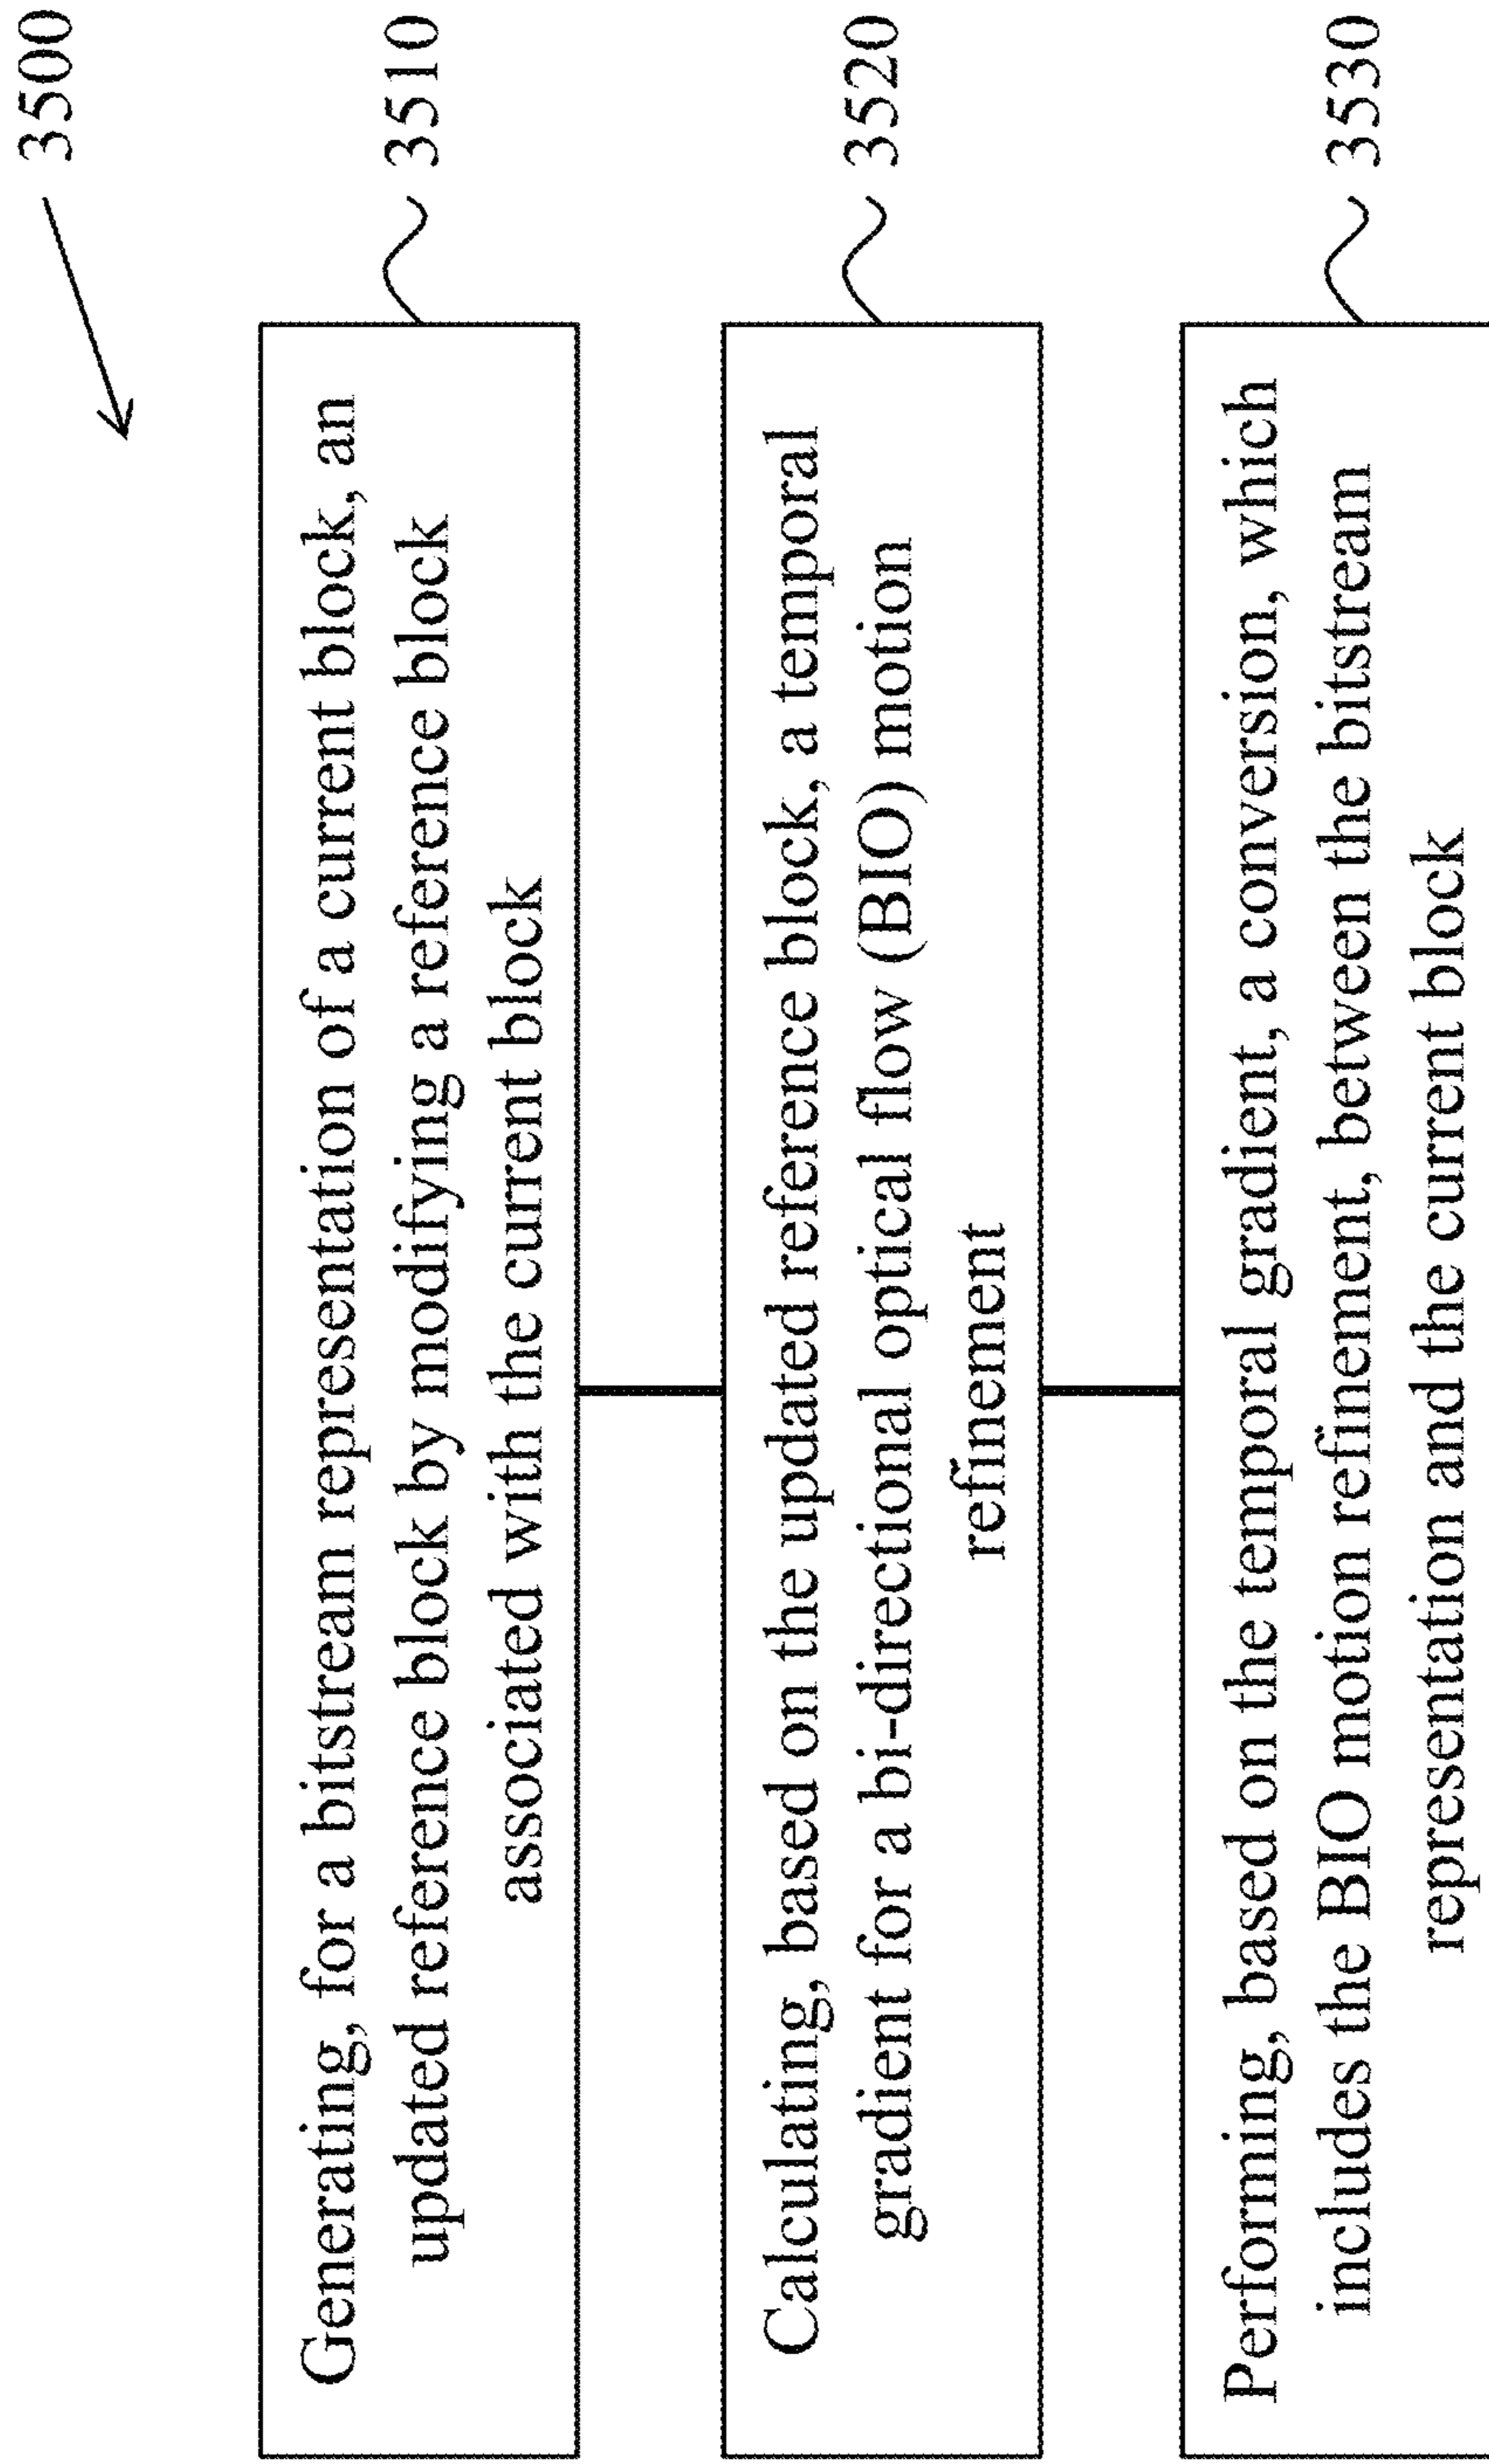 3500
Generating, for a bitstream representation of a current block, an
updated reference block by modifying a reference block
associated with the current block
3510
Calculating, based on the updated reference block, a temporal
gradient for a bi-directional optical flow (BIO) motion
refinement
3520
Performing, based on the temporal gradient, a conversion, which
includes the BIO motion refinement, between the bitstream
representation and the current block
3530